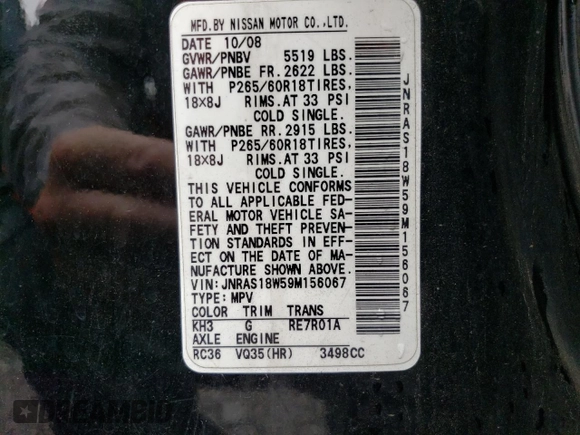 MFD.BY NISSAN MOTOR CO.,LTD.
DATE 10/08
GVWR/PNBV 5519 LBS.
GAWR/PNBE FR.2622 LBS.
WITH P265/60R18TIRES.
18×8J RIMS.AT 33 PSI
COLD SINGLE.
GAWR/PNBE RR.2915 LBS.
WITH P265/60R18TIRES.
18×8J RIMS.AT 33 PSI
COLD SINGLE.
THIS VEHICLE CONFORMS
TO ALL APPLICABLE FED-
ERAL MOTOR VEHICLE SA-
FETY AND THEFT PREVEN-
TION STANDARDS IN EFF-
ECT ON THE DATE OF MA-
NUFACTURE SHOWN ABOVE.
VIN:JNRAS18W59M156067
TYPE:MPV
COLOR TRIM TRANS
KH3 G RE7R01A
AXLE ENGINE
RC36 VQ35(HR) 3498CC
JNRAS18W59M156067
DREAMBID